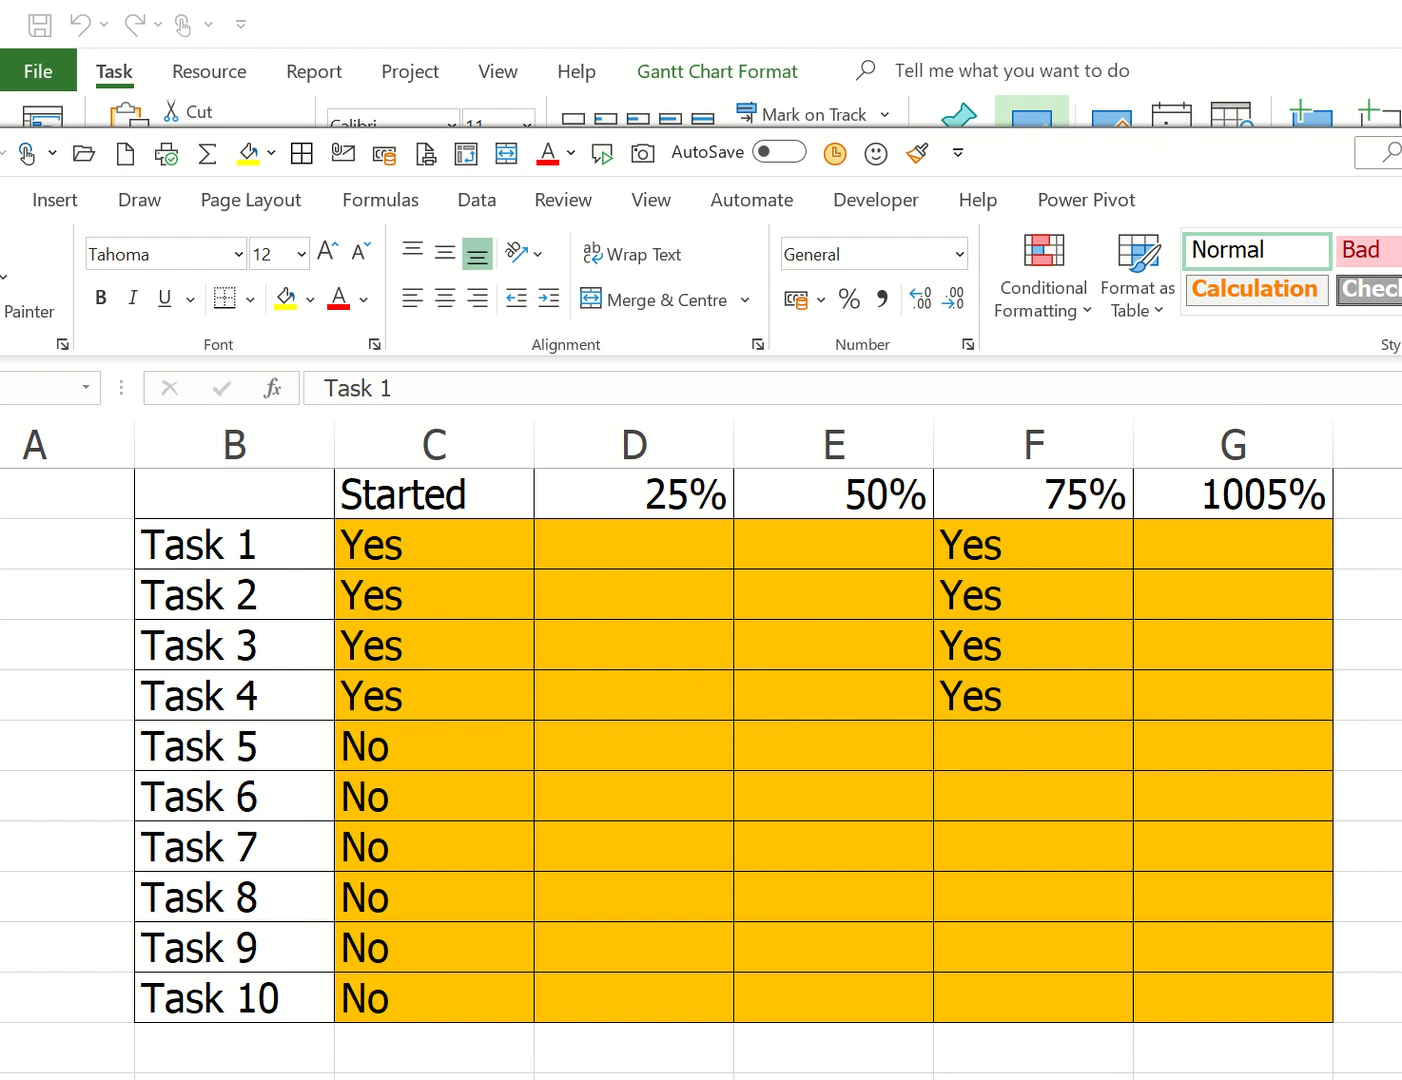 File Task Resource Report Project View Help Gantt Chart Format Tell me what you want to do
Cut
Calibri 11 Mark on Track
AutoSave
Insert Draw Page Layout Formulas Data Review View Automate Developer Help Power Pivot
Tahoma 12 Wrap Text General Normal Bad
Conditional Format as Calculation
Painter B I U Merge & Centre % Formatting Table
Font Alignment Number
fx Task 1
A B C D E F G
Started 25% 50% 75% 1005%
Task 1 Yes Yes
Task 2 Yes Yes
Task 3 Yes Yes
Task 4 Yes Yes
Task 5 No
Task 6 No
Task 7 No
Task 8 No
Task 9 No
Task 10 No